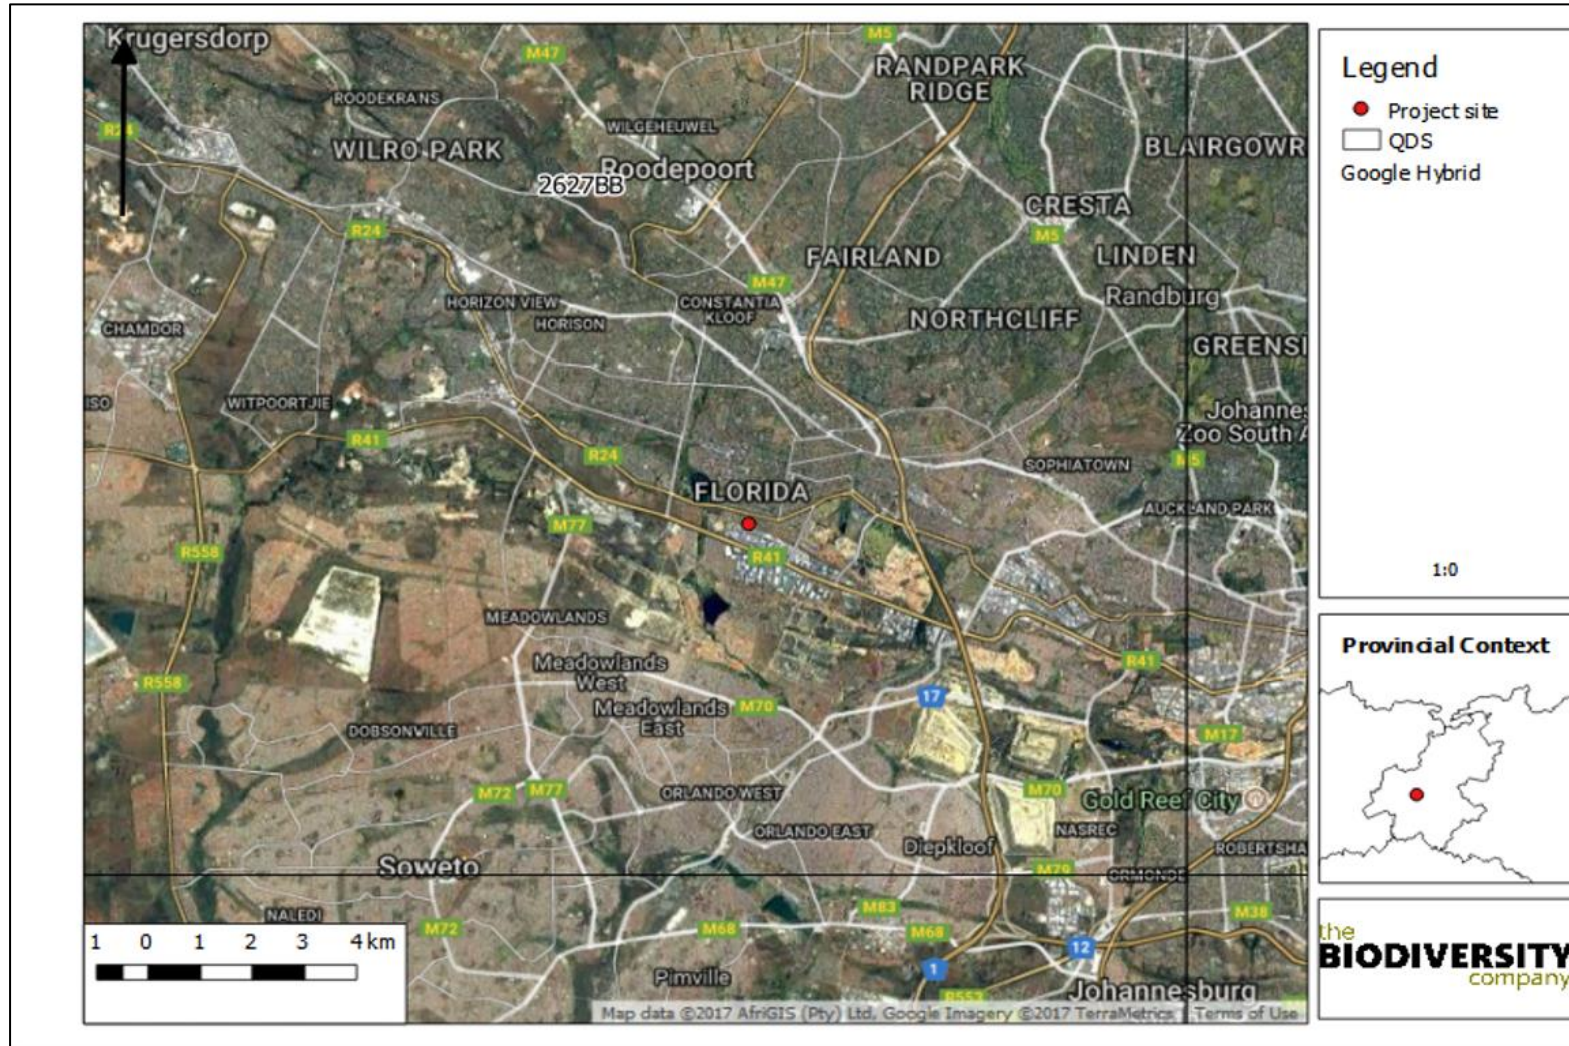 Krugersdorp
M47
M5
RANDPARK
RIDGE
ROODEKRANS
R24
WILGEHEUWEL
WILRO PARK
Roodepoort
BLAIRGOWR
2627BB
CRESTA
R24
M5
FAIRLAND
LINDEN
M47
Randburg
HORIZON VIEW
CONSTANTIA
KLOOF
HORISON
NORTHCLIFF
CHAMDOR
GREENSI
ISO
WITPOORTJIE
Johannes
Zoo South A
R41
R24
SOPHIATOWN
M5
FLORIDA
AUCKLAND PARK
M77
R558
R41
MEADOWLANDS
Meadowlands
West
R41
R558
17
Meadowlands
East
M70
DOBSONVILLE
M17
M72
M77
ORLANDO WEST
M70
Gold Reef City
ORLANDO EAST
NASREC
Diepkloof
ROBERTSHA
Soweto
M79
ORMONDE
NALEDI
M83
M38
M72
M68
M68
12
1
Pimville
R553
Johannesburg
1 0 1 2 3 4 km
Map data ©2017 AfriGIS (Pty) Ltd, Google Imagery ©2017 TerraMetrics Terms of Use
Legend
Project site
QDS
Google Hybrid
1:0
Provincial Context
the
BIODIVERSITY
company